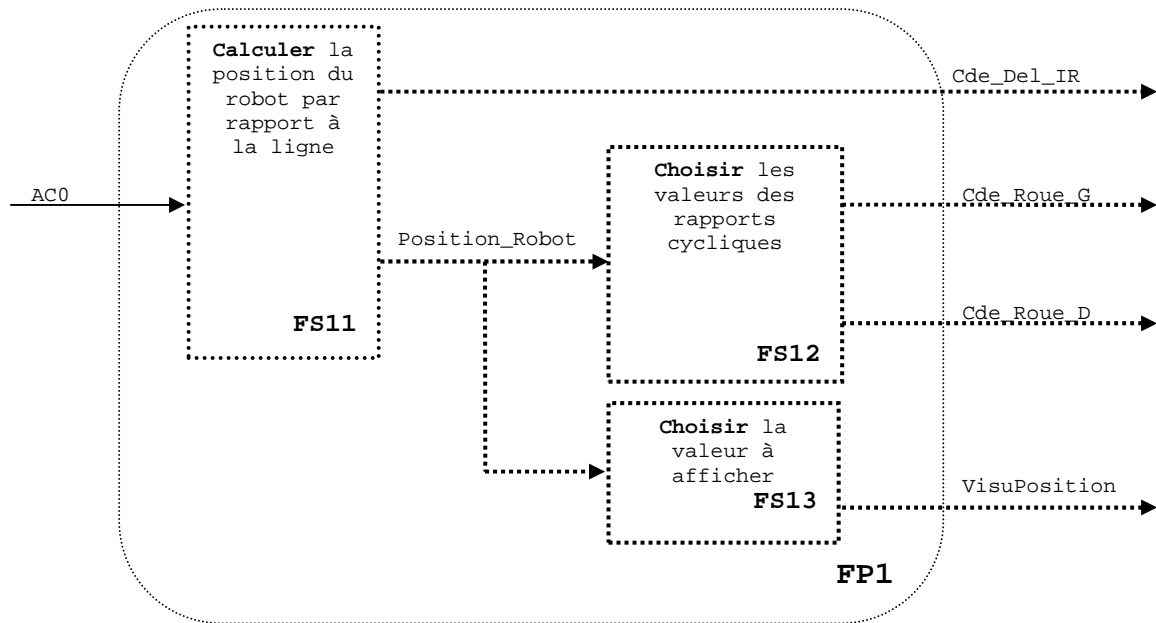 Calculer la
position du
robot par
rapport à
la ligne
FS11
Cde_Del_IR
AC0
Position_Robot
Choisir les
valeurs des
rapports
cycliques
FS12
Cde_Roue_G
Cde_Roue_D
Choisir la
valeur à
afficher
FS13
VisuPosition
FP1